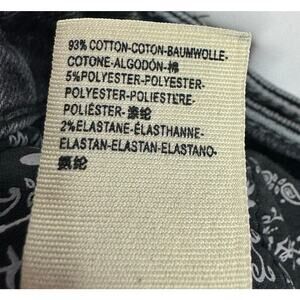 93% COTTON-COTON-BAUMWOLLE-
COTONE-ALGODÓN-棉
5%POLYESTER-POLYESTER-
POLYESTER-POLIESTERE-
POLIÉSTER-涤纶
2%ELASTANE-ÉLASTHANNE-
ELASTAN-ELASTAN-ELASTANO-
氨纶